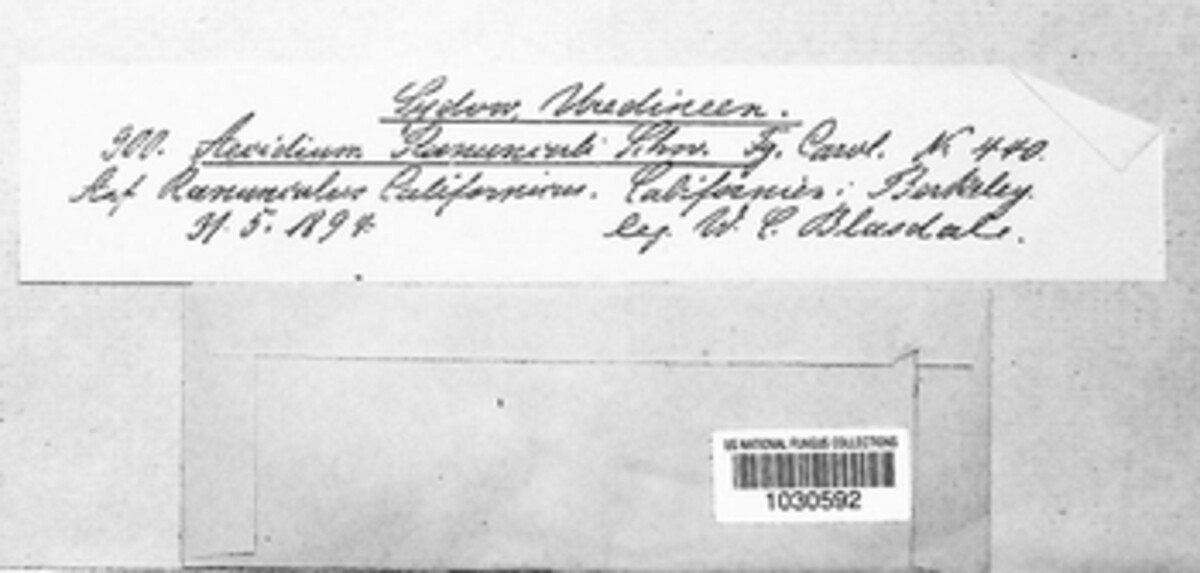 Sydow, Uredineen.
900. Aecidium Ranunculi Schw. Fg. Carol. N. 440.
Auf Ranunculus Californicus. Californien: Berkeley.
31. 5. 1894. leg. W. C. Blasdale.
US NATIONAL FUNGUS COLLECTIONS
1030592